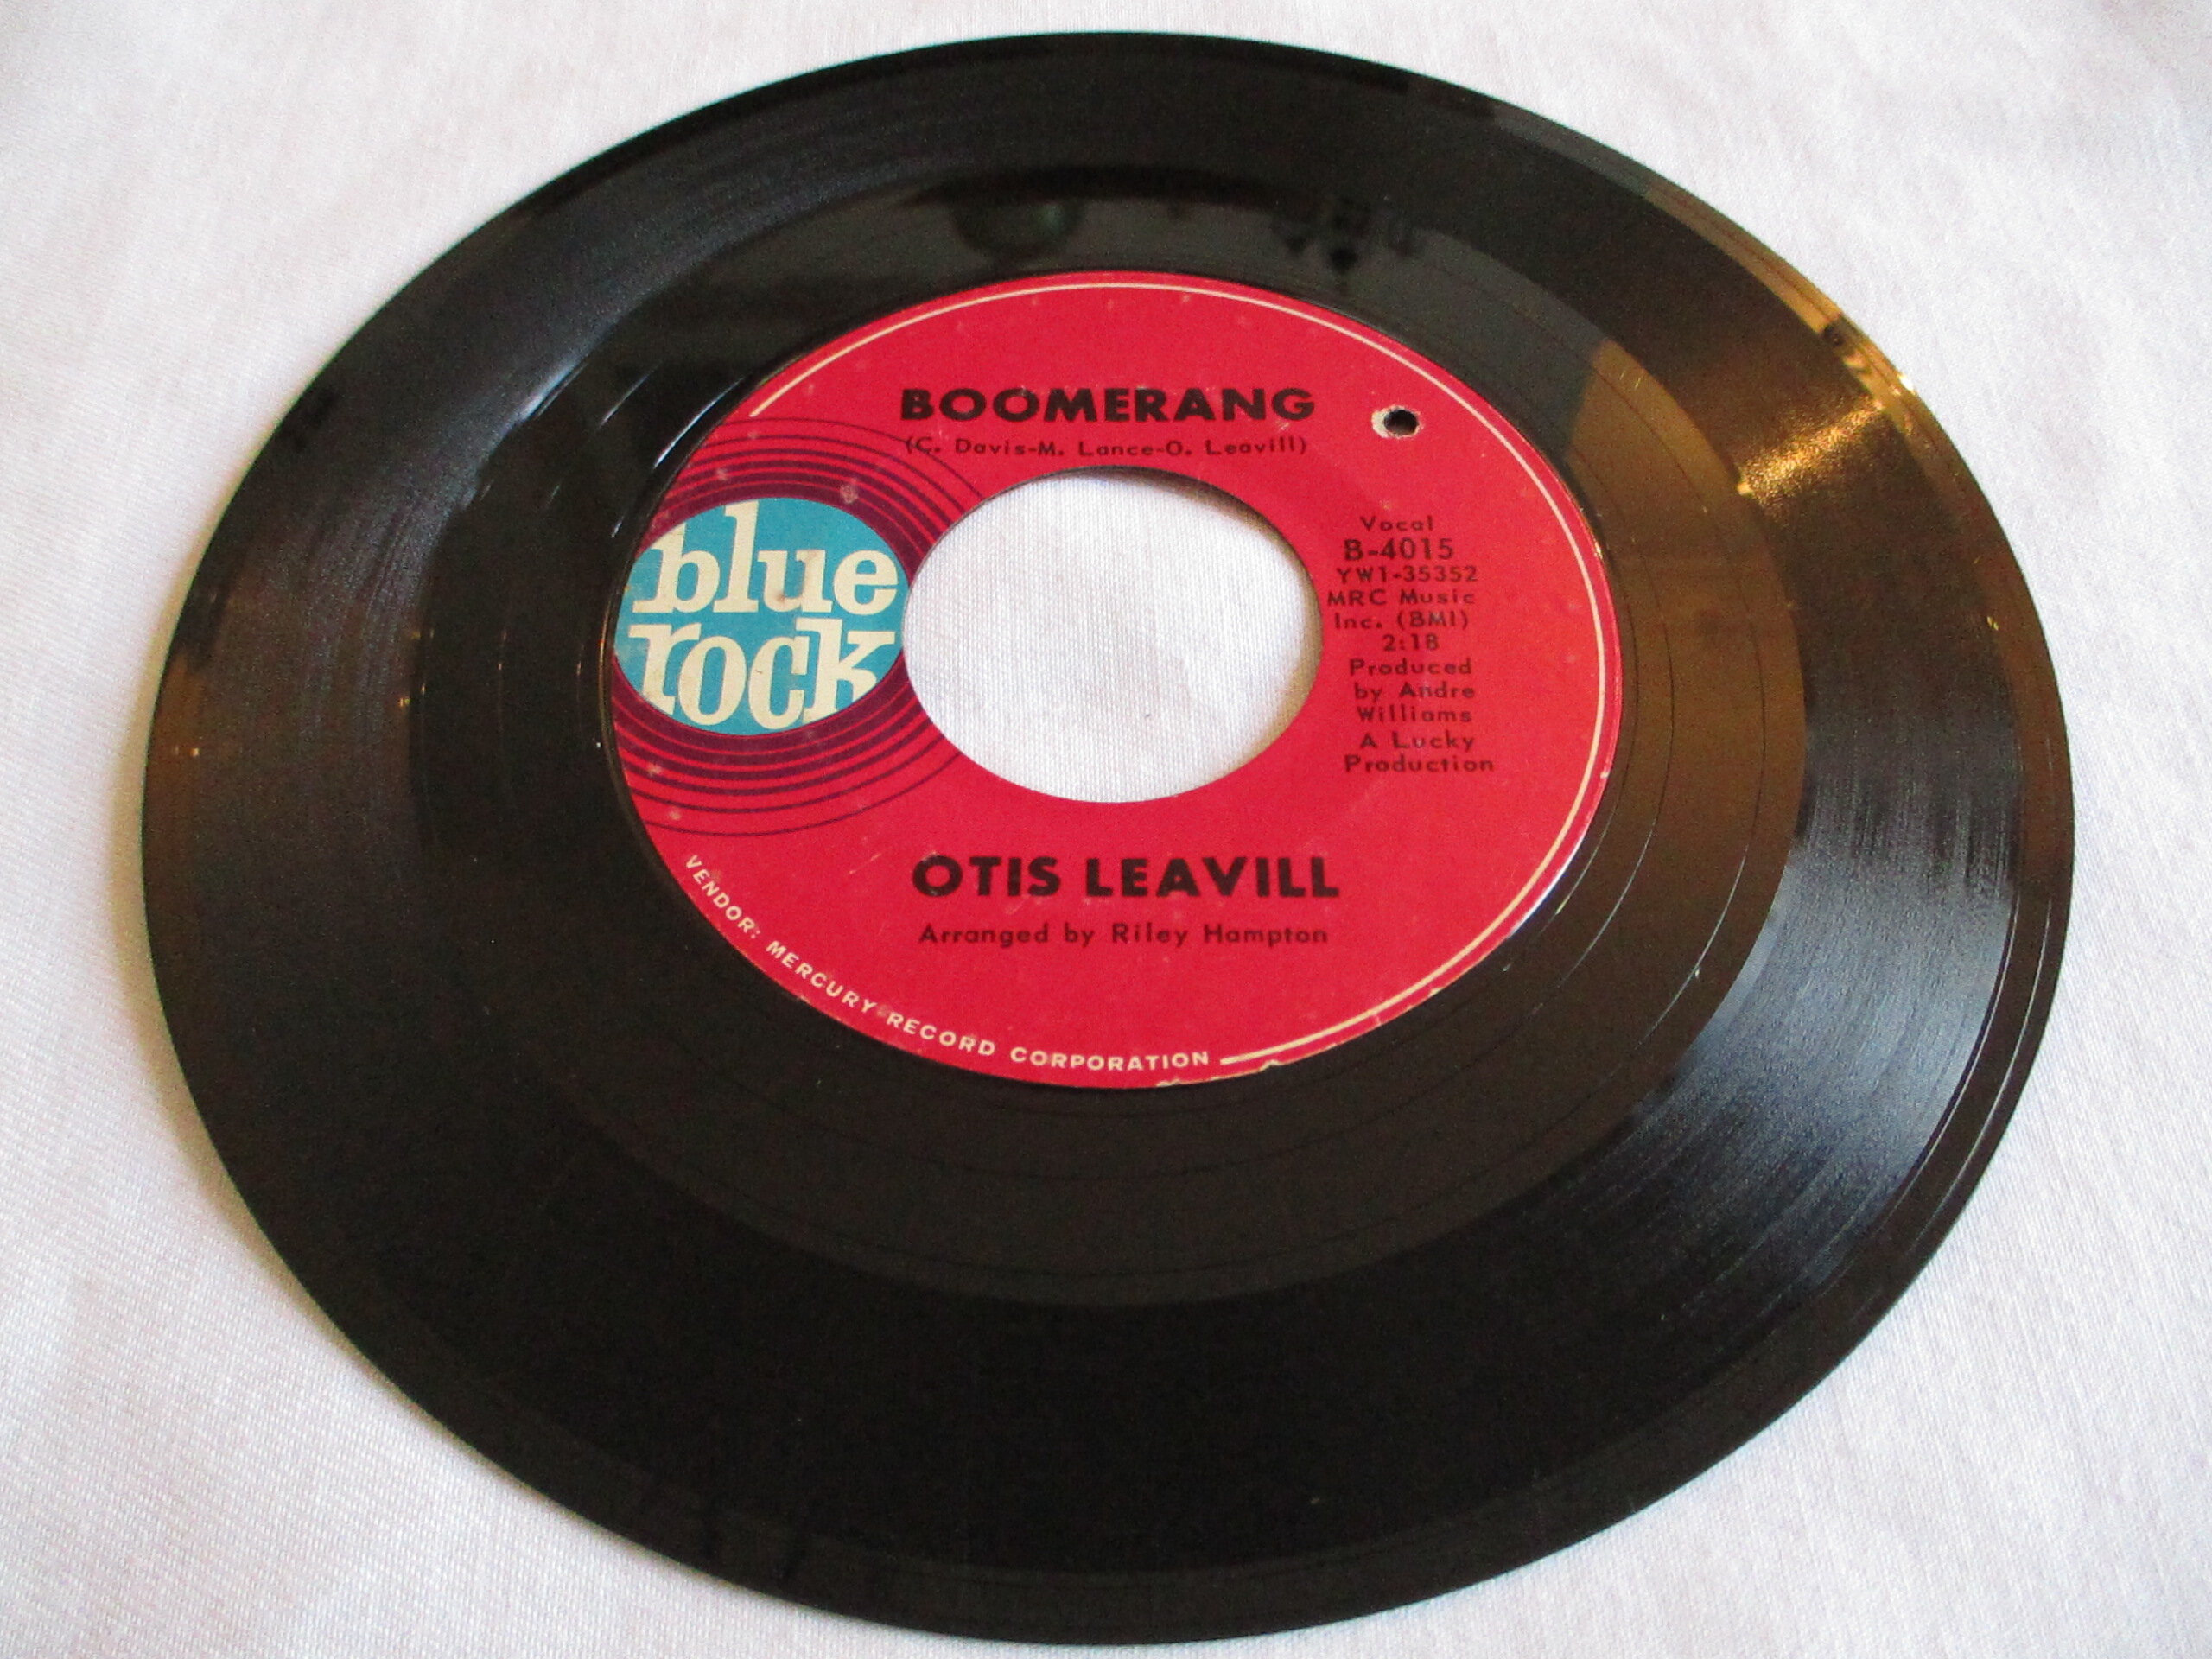 BOOMERANG
(C. Davis-M. Lance-O. Leavill)
blue
rock
Vocal
B-4015
YW1-35352
MRC Music
Inc. (BMI)
2:18
Produced
by Andre
Williams
A Lucky
Production
OTIS LEAVILL
Arranged by Riley Hampton
VENDOR: MERCURY RECORD CORPORATION